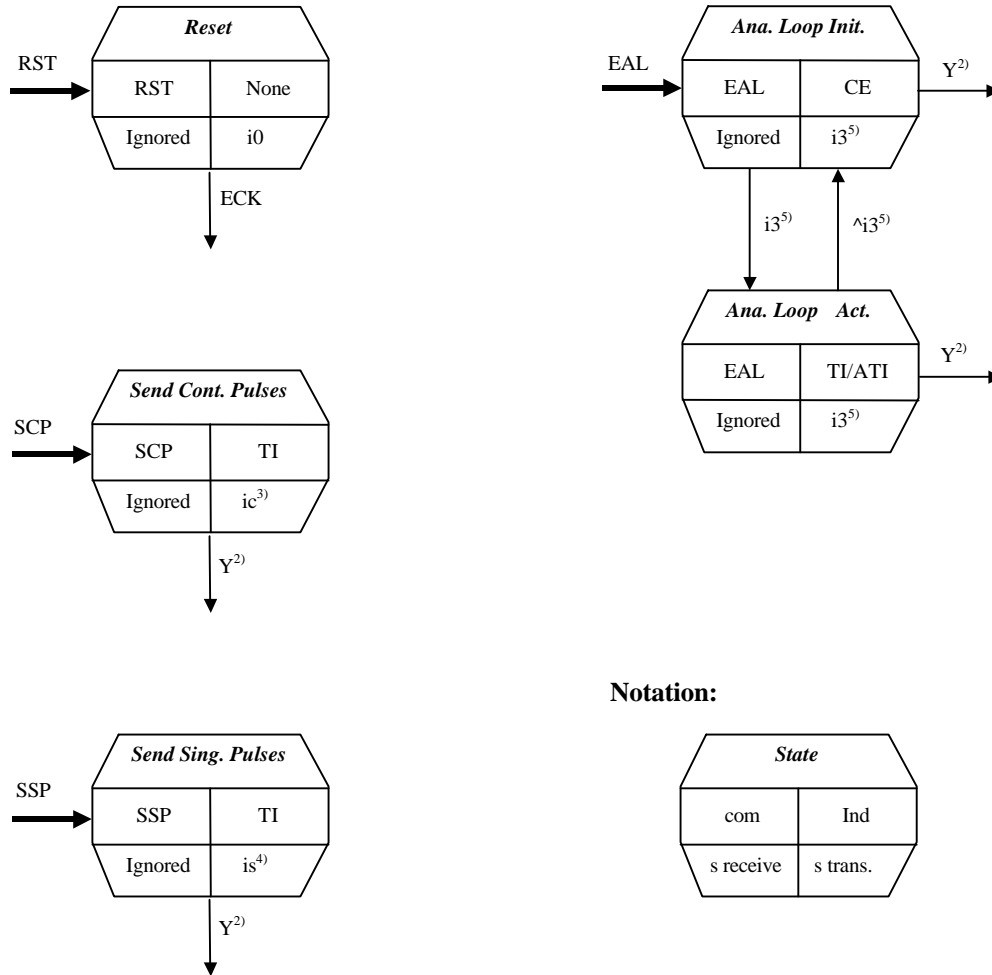 Reset
RST
RST
None
Ignored
i0
ECK
Ana. Loop Init.
EAL
EAL
CE
Y2)
Ignored
i35)
i35)
^i35)
Ana. Loop Act.
EAL
TI/ATI
Y2)
Ignored
i35)
Send Cont. Pulses
SCP
SCP
TI
Ignored
ic3)
Y2)
Send Sing. Pulses
SSP
SSP
TI
Ignored
is4)
Y2)
Notation:
State
com
Ind
s receive
s trans.